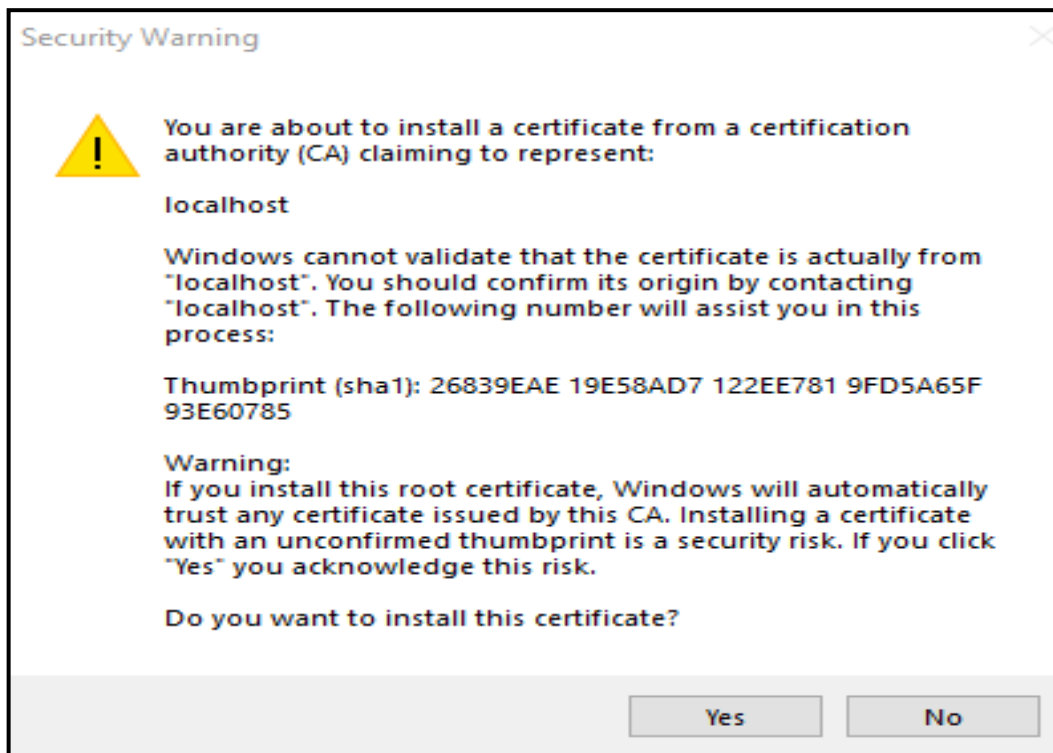 Security Warning
You are about to install a certificate from a certification
authority (CA) claiming to represent:
localhost
Windows cannot validate that the certificate is actually from
"localhost". You should confirm its origin by contacting
"localhost". The following number will assist you in this
process:
Thumbprint (sha1): 26839EAE 19E58AD7 122EE781 9FD5A65F
93E60785
Warning:
If you install this root certificate, Windows will automatically
trust any certificate issued by this CA. Installing a certificate
with an unconfirmed thumbprint is a security risk. If you click
"Yes" you acknowledge this risk.
Do you want to install this certificate?
Yes No